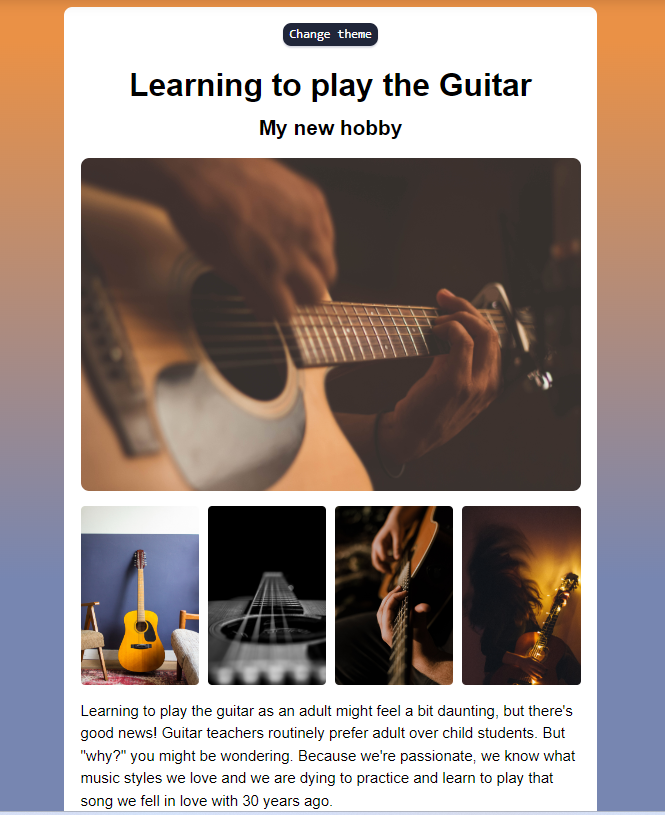 Change theme
Learning to play the Guitar
My new hobby
Learning to play the guitar as an adult might feel a bit daunting, but there's
good news! Guitar teachers routinely prefer adult over child students. But
"why?" you might be wondering. Because we're passionate, we know what
music styles we love and we are dying to practice and learn to play that
song we fell in love with 30 years ago.